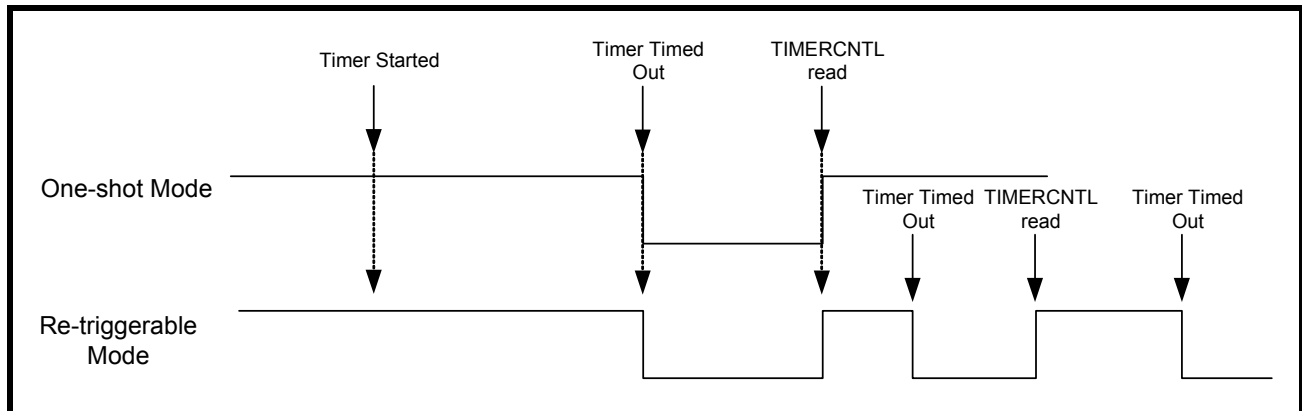 Timer Started
Timer Timed
Out
TIMERCNTL
read
One-shot Mode
Timer Timed
Out
TIMERCNTL
read
Timer Timed
Out
Re-triggerable
Mode